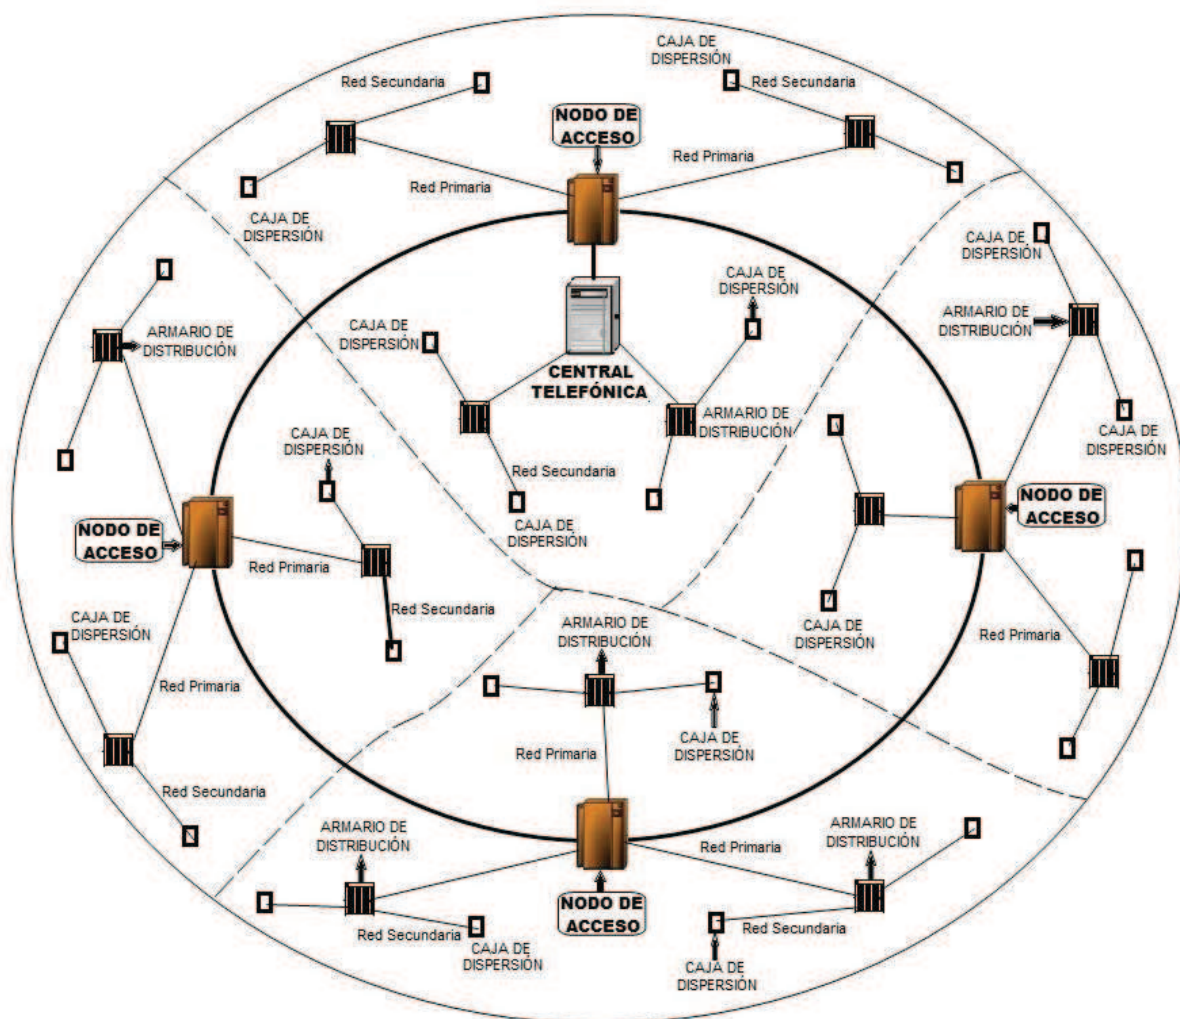 CAJA DE
DISPERSIÓN
Red Secundaria
Red Secundaria
NODO DE
ACCESO
Red Primaria
Red Primaria
CAJA DE
DISPERSIÓN
CAJA DE
DISPERSIÓN
CAJA DE
DISPERSIÓN
ARMARIO DE
DISTRIBUCIÓN
CAJA DE
DISPERSIÓN
ARMARIO DE
DISTRIBUCIÓN
CENTRAL
TELEFÓNICA
ARMARIO DE
DISTRIBUCIÓN
CAJA DE
DISPERSIÓN
CAJA DE
DISPERSIÓN
Red Secundaria
NODO DE
ACCESO
NODO DE
ACCESO
CAJA DE
DISPERSIÓN
Red Primaria
Red Secundaria
CAJA DE
DISPERSIÓN
ARMARIO DE
DISTRIBUCIÓN
CAJA DE
DISPERSIÓN
Red Primaria
Red Primaria
Red Primaria
CAJA DE
DISPERSIÓN
Red Secundaria
ARMARIO DE
DISTRIBUCIÓN
ARMARIO DE
DISTRIBUCIÓN
Red Primaria
NODO DE
ACCESO
Red Secundaria
Red Secundaria
CAJA DE
DISPERSIÓN
CAJA DE
DISPERSIÓN